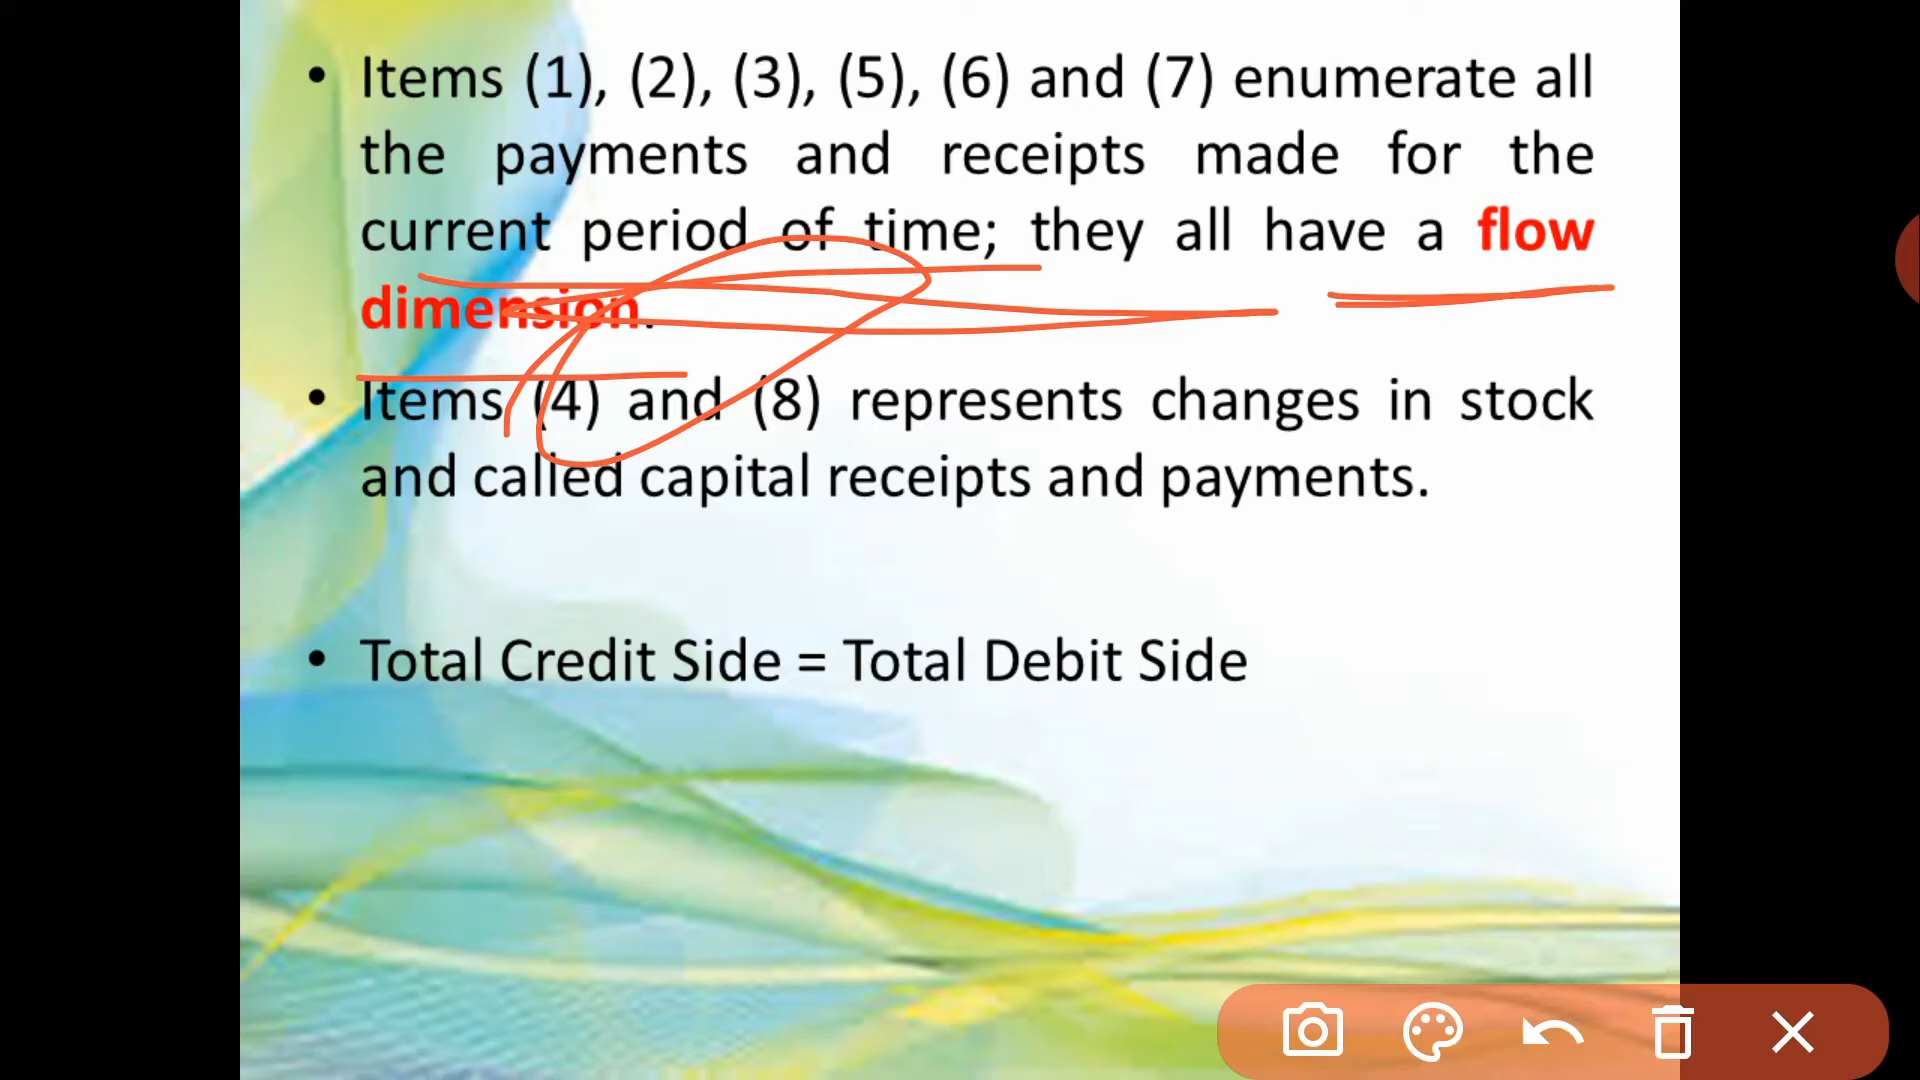 • Items (1), (2), (3), (5), (6) and (7) enumerate all
the payments and receipts made for the
current period of time; they all have a flow
dimension.
• Items (4) and (8) represents changes in stock
and called capital receipts and payments.
• Total Credit Side = Total Debit Side